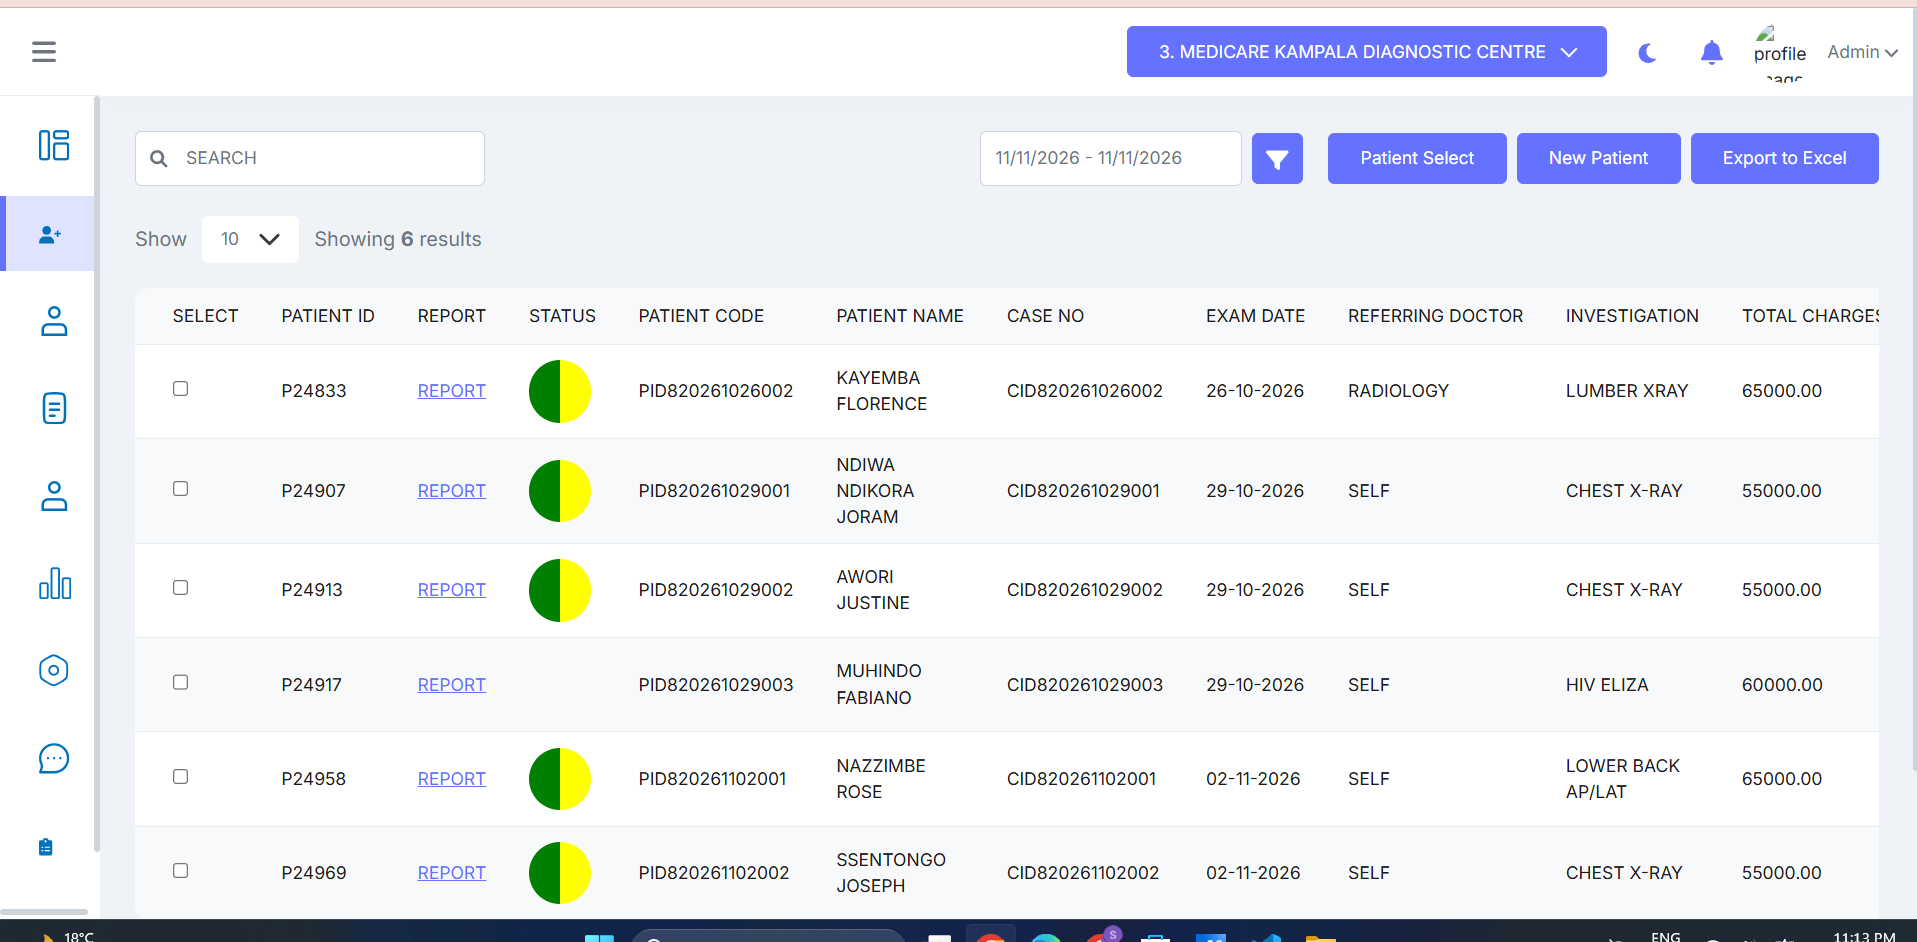 3. MEDICARE KAMPALA DIAGNOSTIC CENTRE
profile
Admin
SEARCH
11/11/2026 - 11/11/2026
Patient Select
New Patient
Export to Excel
Show 10 Showing 6 results
SELECT PATIENT ID REPORT STATUS PATIENT CODE PATIENT NAME CASE NO EXAM DATE REFERRING DOCTOR INVESTIGATION TOTAL CHARGES
P24833 REPORT PID820261026002 KAYEMBA FLORENCE CID820261026002 26-10-2026 RADIOLOGY LUMBER XRAY 65000.00
P24907 REPORT PID820261029001 NDIWA NDIKORA JORAM CID820261029001 29-10-2026 SELF CHEST X-RAY 55000.00
P24913 REPORT PID820261029002 AWORI JUSTINE CID820261029002 29-10-2026 SELF CHEST X-RAY 55000.00
P24917 REPORT PID820261029003 MUHINDO FABIANO CID820261029003 29-10-2026 SELF HIV ELIZA 60000.00
P24958 REPORT PID820261102001 NAZZIMBE ROSE CID820261102001 02-11-2026 SELF LOWER BACK AP/LAT 65000.00
P24969 REPORT PID820261102002 SSENTONGO JOSEPH CID820261102002 02-11-2026 SELF CHEST X-RAY 55000.00
18°C
S
ENG
11:13 PM